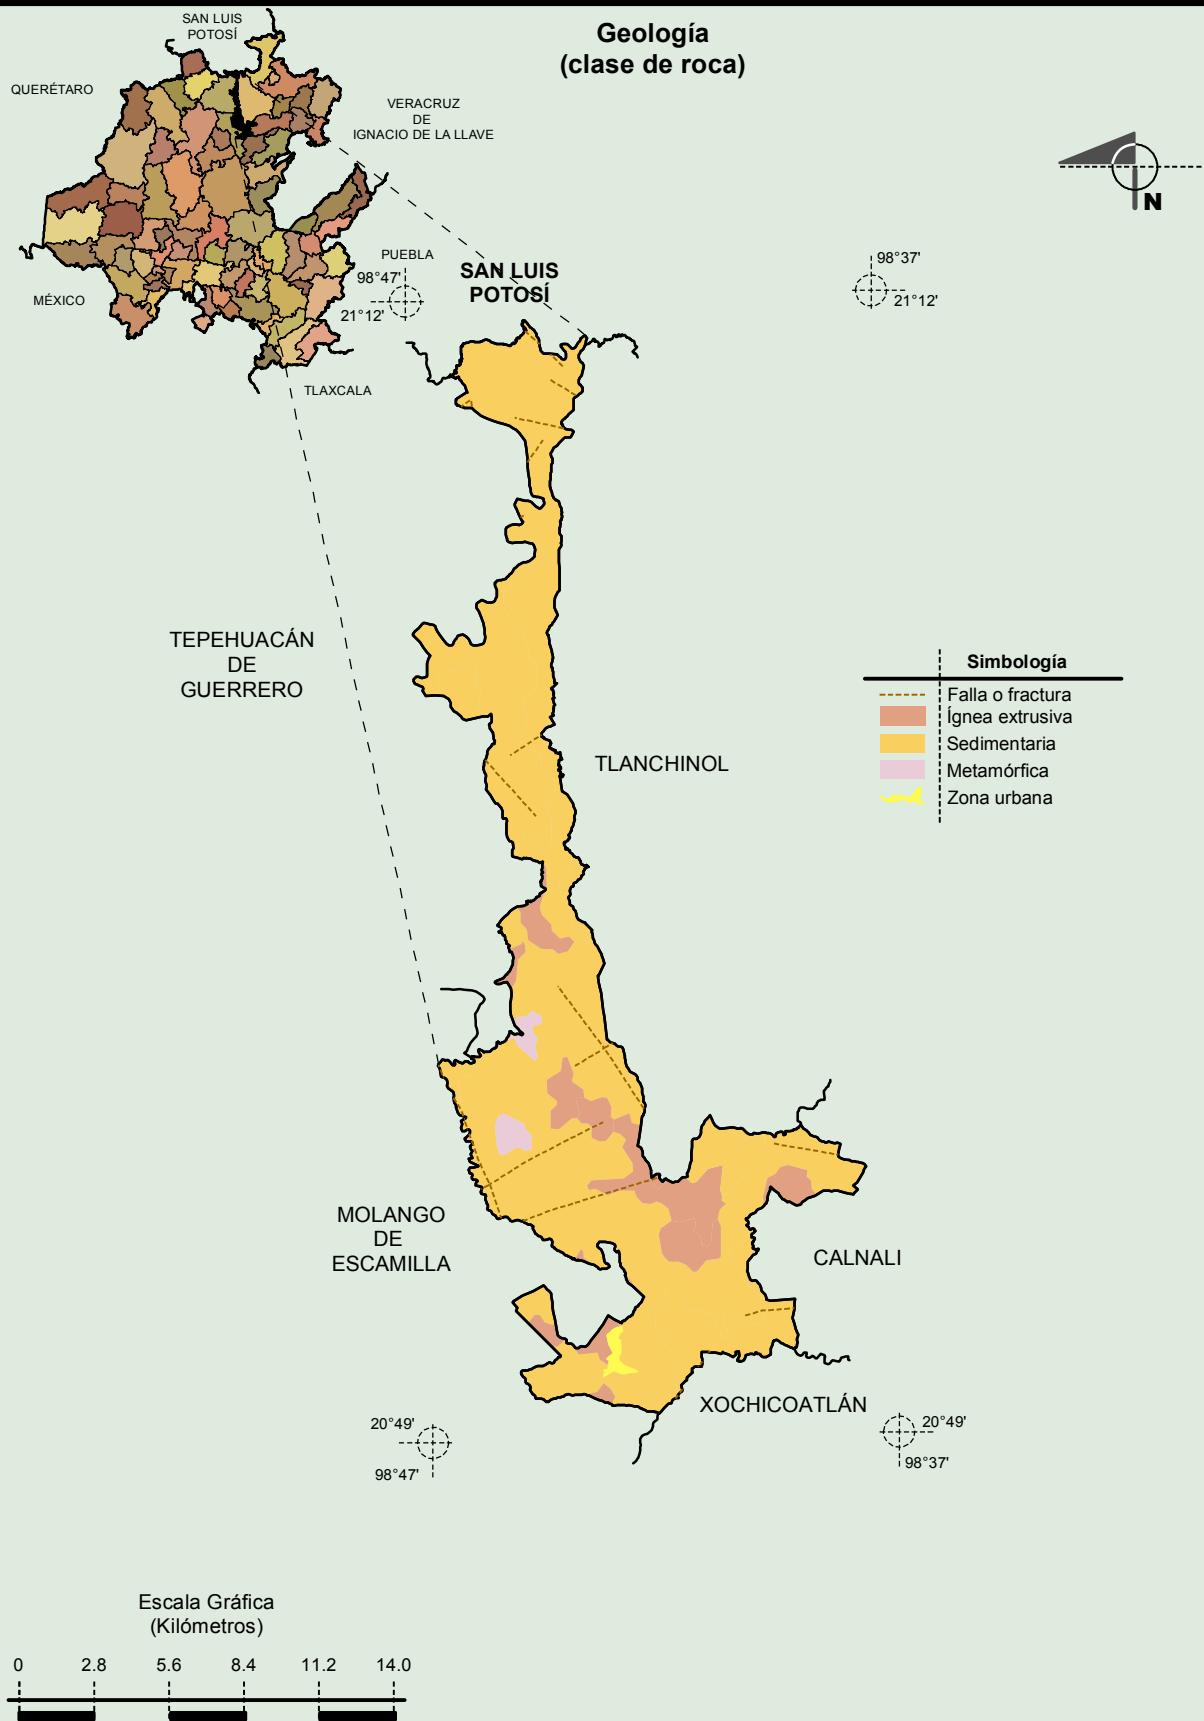 Geología
(clase de roca)
SAN LUIS
POTOSÍ
QUERÉTARO
VERACRUZ
DE
IGNACIO DE LA LLAVE
PUEBLA
MÉXICO
TLAXCALA
N
98°47'
21°12'
SAN LUIS
POTOSÍ
98°37'
21°12'
TEPEHUACÁN
DE
GUERRERO
TLANCHINOL
Simbología
Falla o fractura
Ígnea extrusiva
Sedimentaria
Metamórfica
Zona urbana
MOLANGO
DE
ESCAMILLA
CALNALI
XOCHICOATLÁN
20°49'
98°47'
20°49'
98°37'
Escala Gráfica
(Kilómetros)
0 2.8 5.6 8.4 11.2 14.0